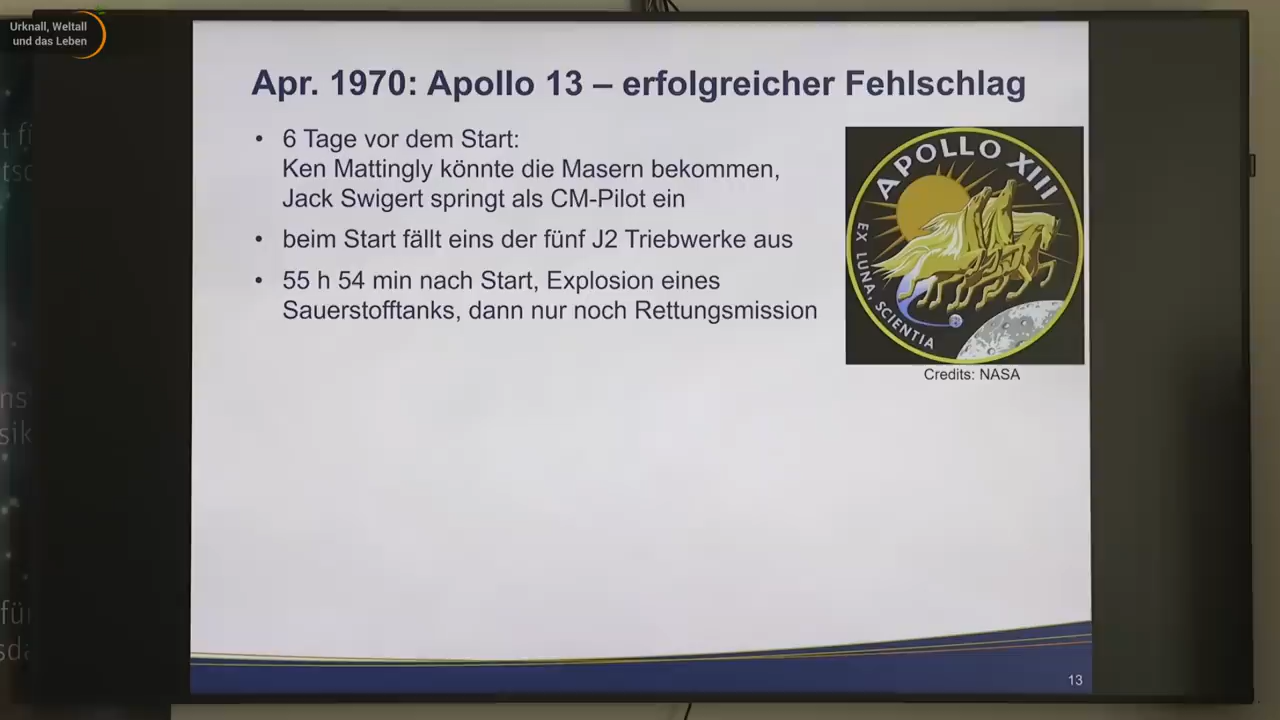 Urknall, Weltall
und das Leben
Apr. 1970: Apollo 13 – erfolgreicher Fehlschlag
• 6 Tage vor dem Start:
Ken Mattingly könnte die Masern bekommen,
Jack Swigert springt als CM-Pilot ein
• beim Start fällt eins der fünf J2 Triebwerke aus
• 55 h 54 min nach Start, Explosion eines
Sauerstofftanks, dann nur noch Rettungsmission
APOLLO XIII
EX LUNA, SCIENTIA
Credits: NASA
13